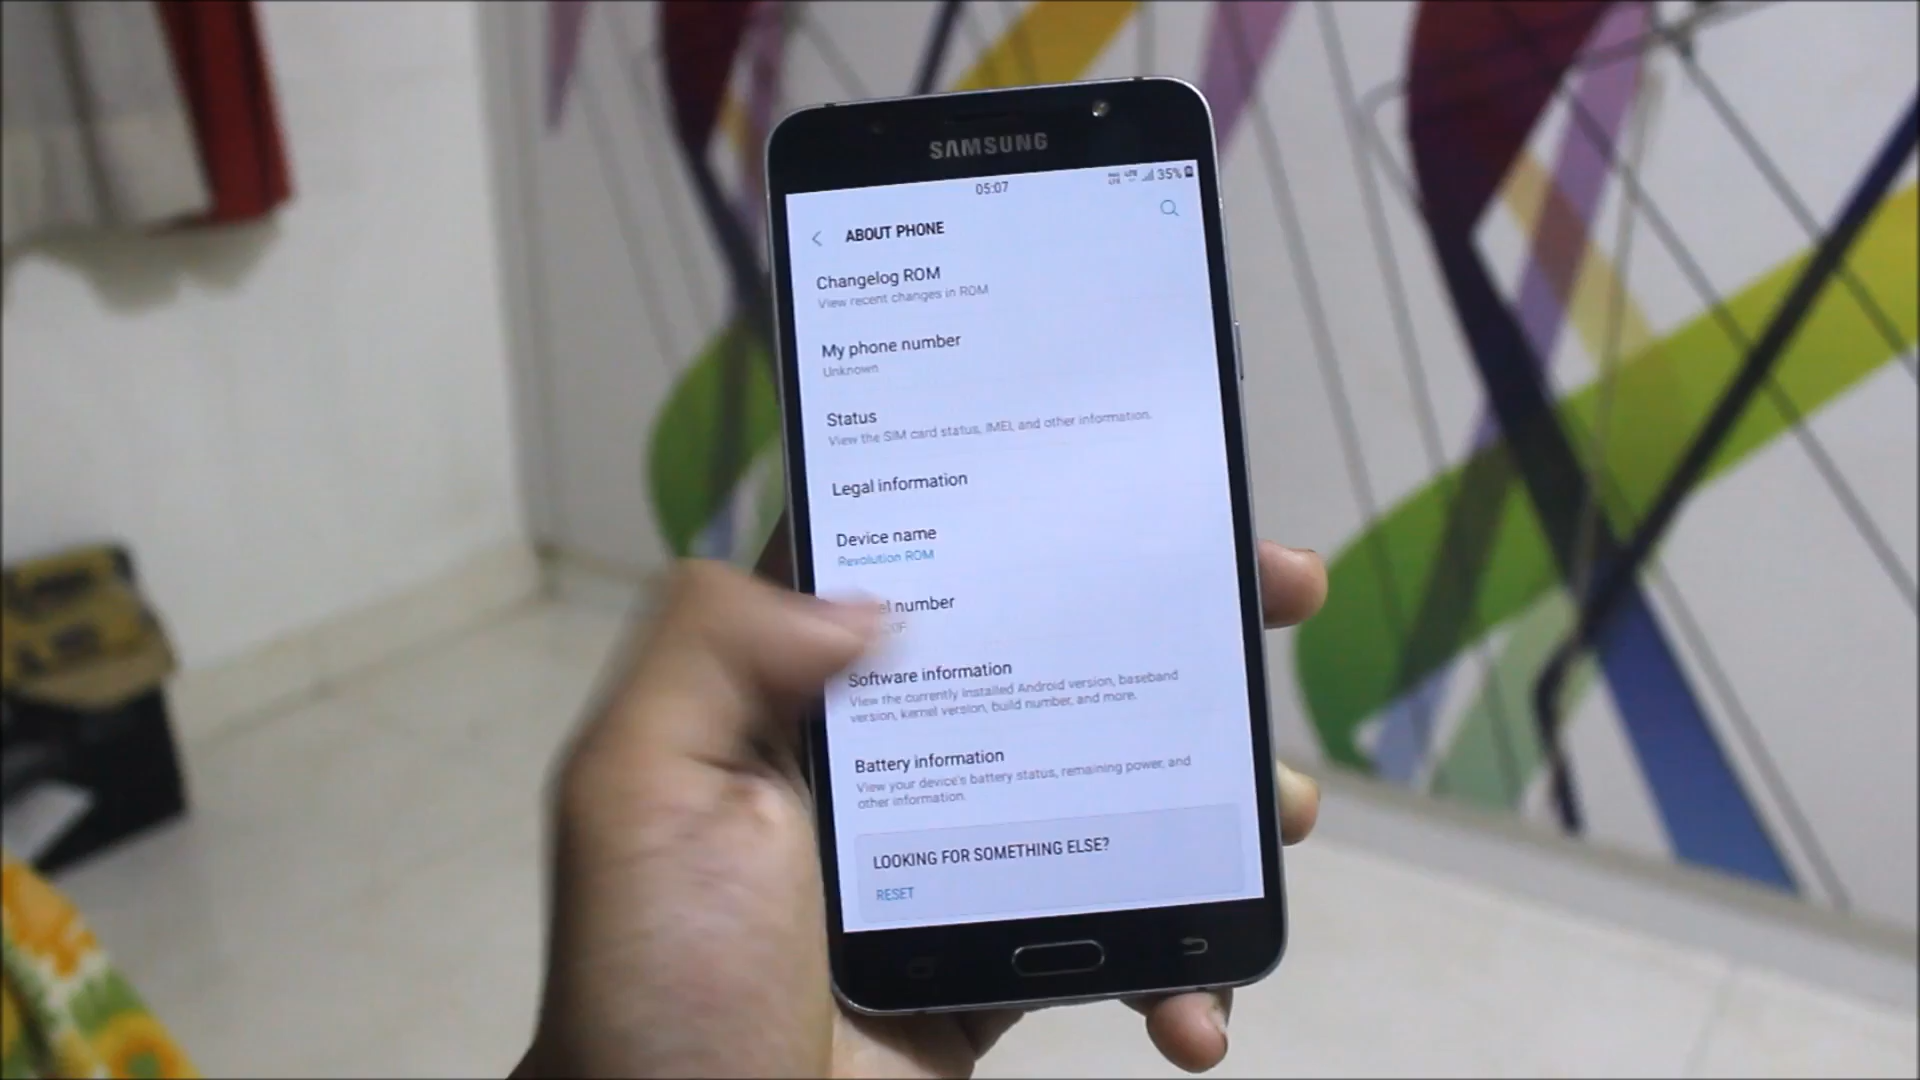 SAMSUNG
05:07
35%
ABOUT PHONE
Changelog ROM
View recent changes in ROM
My phone number
Unknown
Status
View the SIM card status, IMEI, and other information.
Legal information
Device name
Revolution ROM
number
Software information
View the currently installed Android version, baseband
version, kernel version, build number, and more.
Battery information
View your device's battery status, remaining power, and
other information.
LOOKING FOR SOMETHING ELSE?
RESET